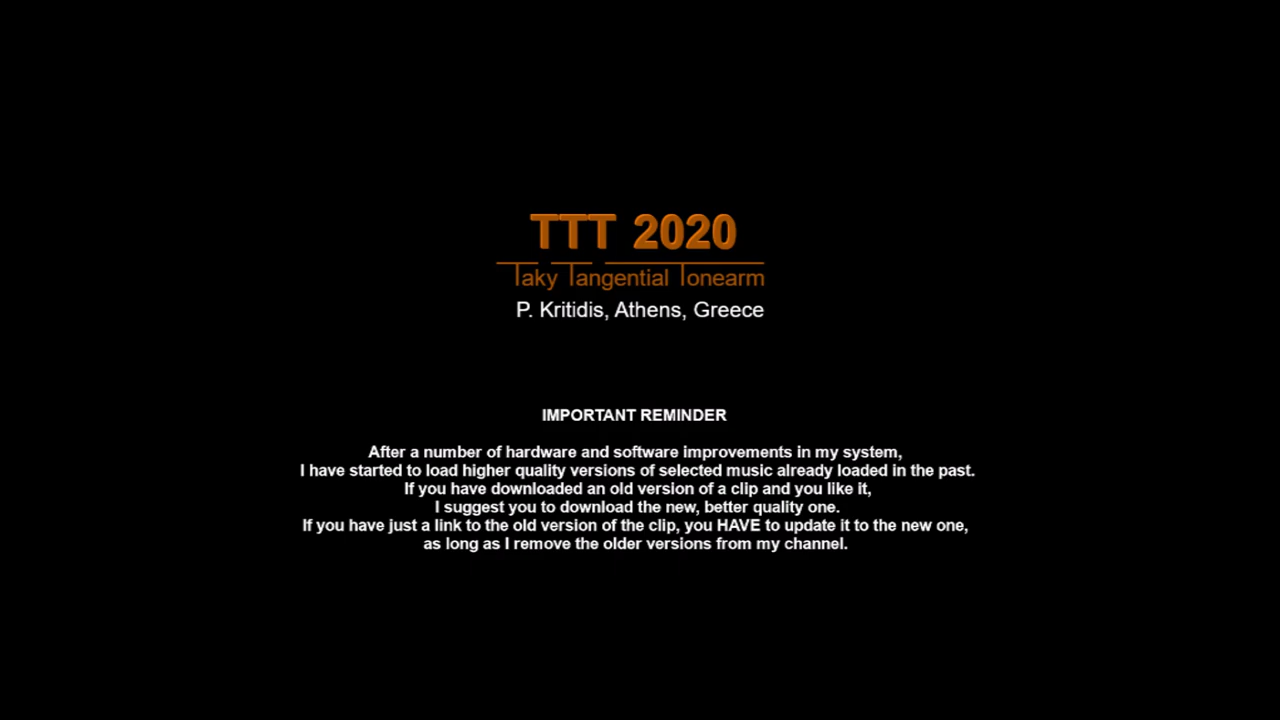 TTT 2020
Taky Tangential Tonearm
P. Kritidis, Athens, Greece
IMPORTANT REMINDER
After a number of hardware and software improvements in my system,
I have started to load higher quality versions of selected music already loaded in the past.
If you have downloaded an old version of a clip and you like it,
I suggest you to download the new, better quality one.
If you have just a link to the old version of the clip, you HAVE to update it to the new one,
as long as I remove the older versions from my channel.